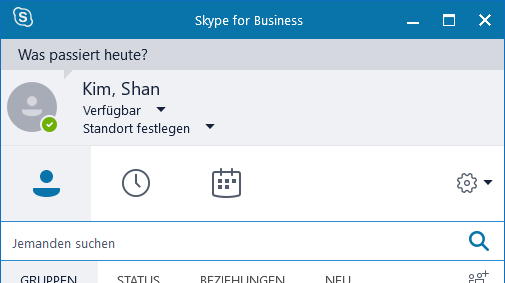 Skype for Business
Was passiert heute?
Kim, Shan
Verfügbar
Standort festlegen
Jemanden suchen
GRUPPEN STATUS BEZIEHUNGEN NEU